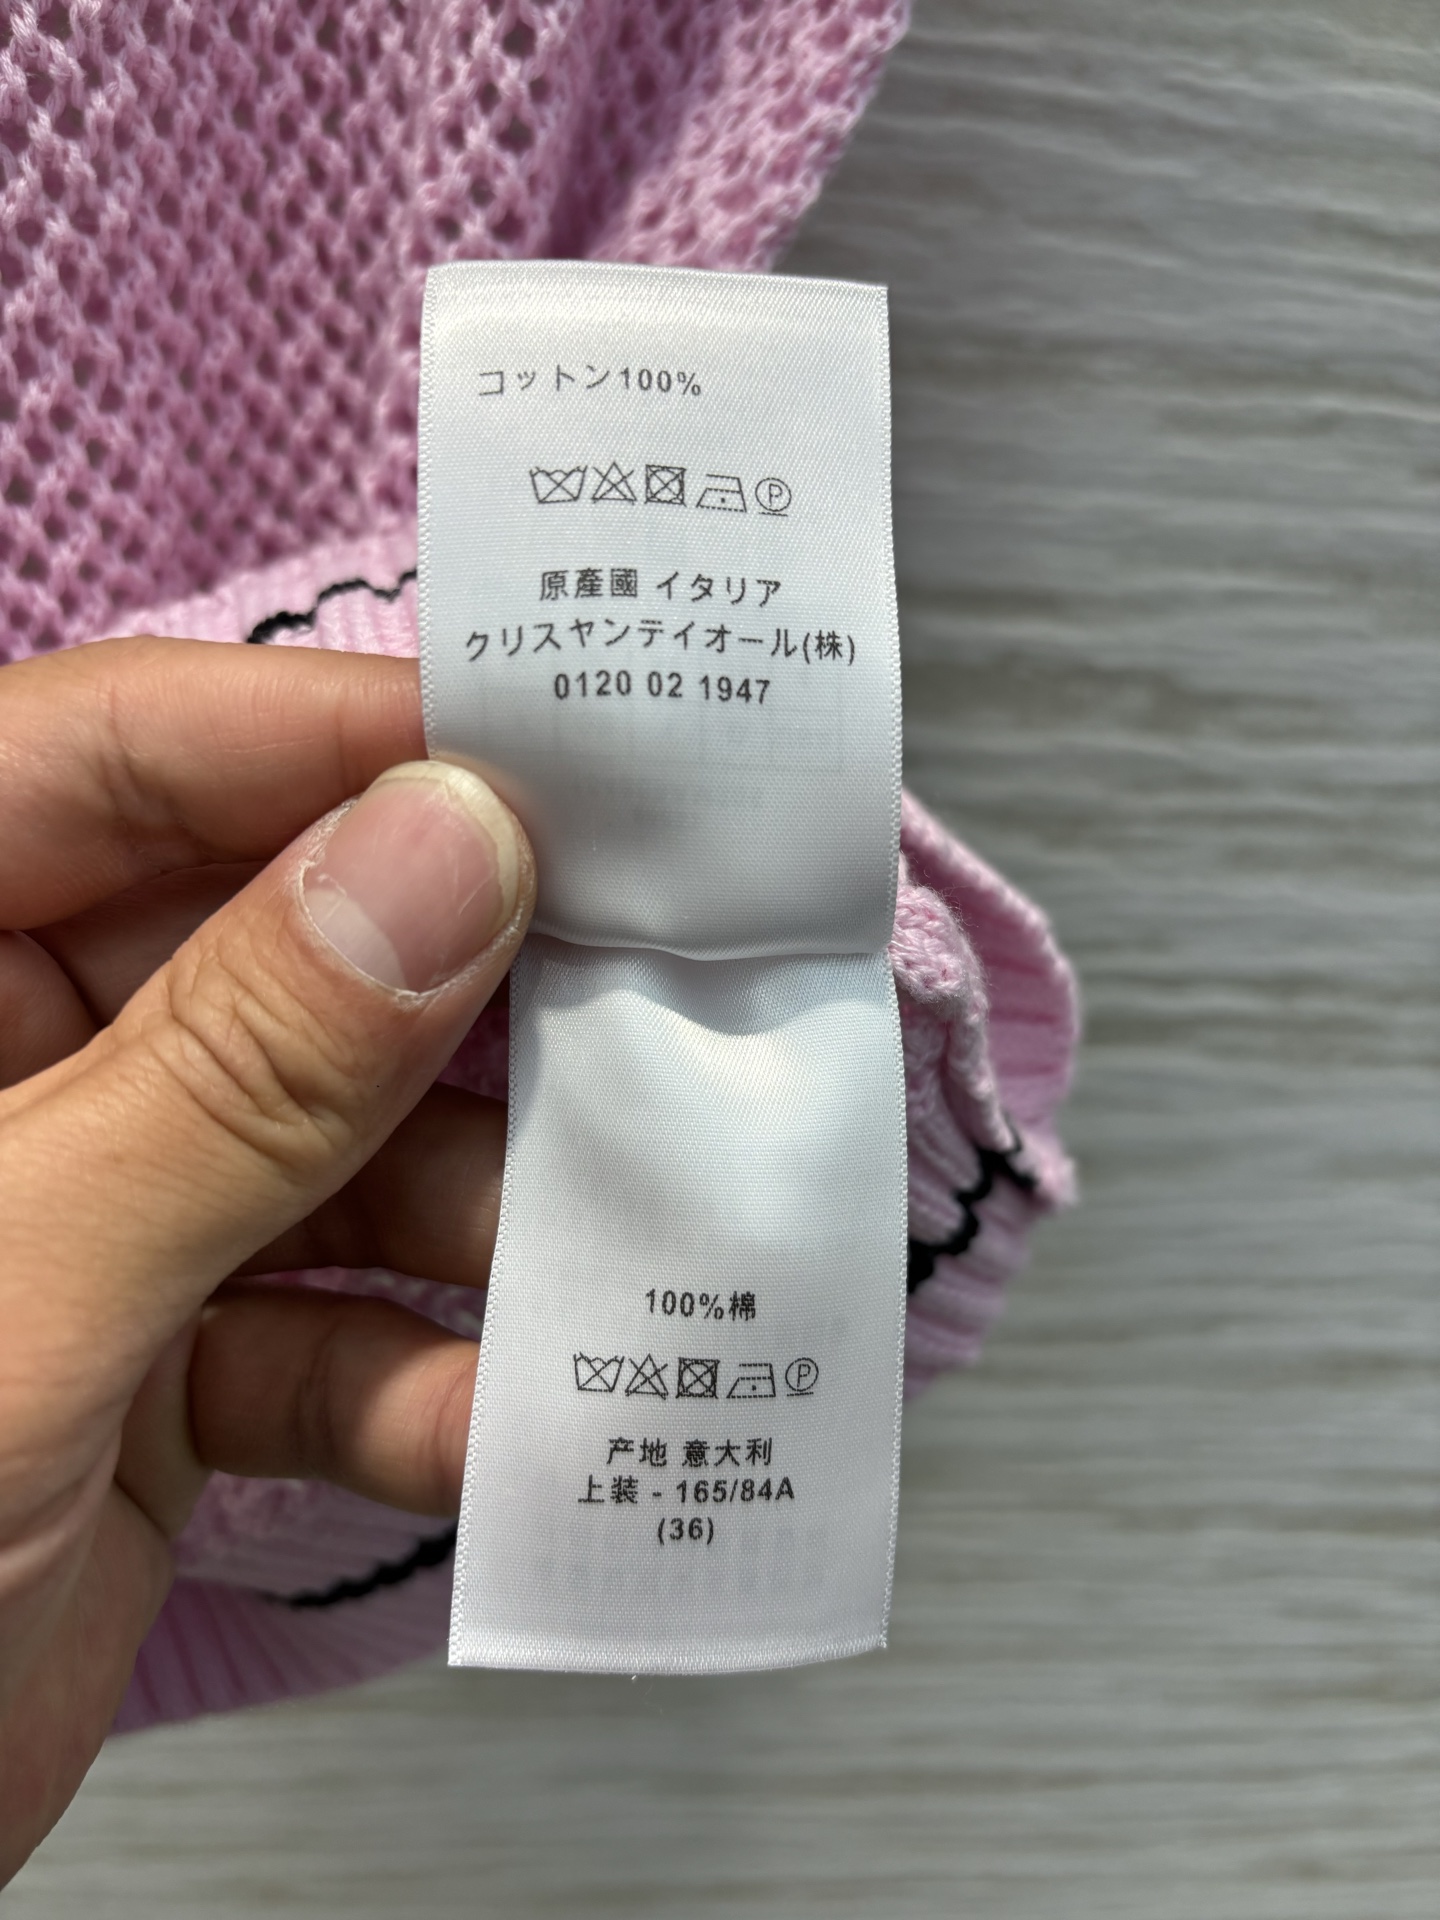 コットン100%
P
原產國 イタリア
クリスヤンテイオール(株)
0120 02 1947
100%棉
P
产地 意大利
上装 - 165/84A
(36)